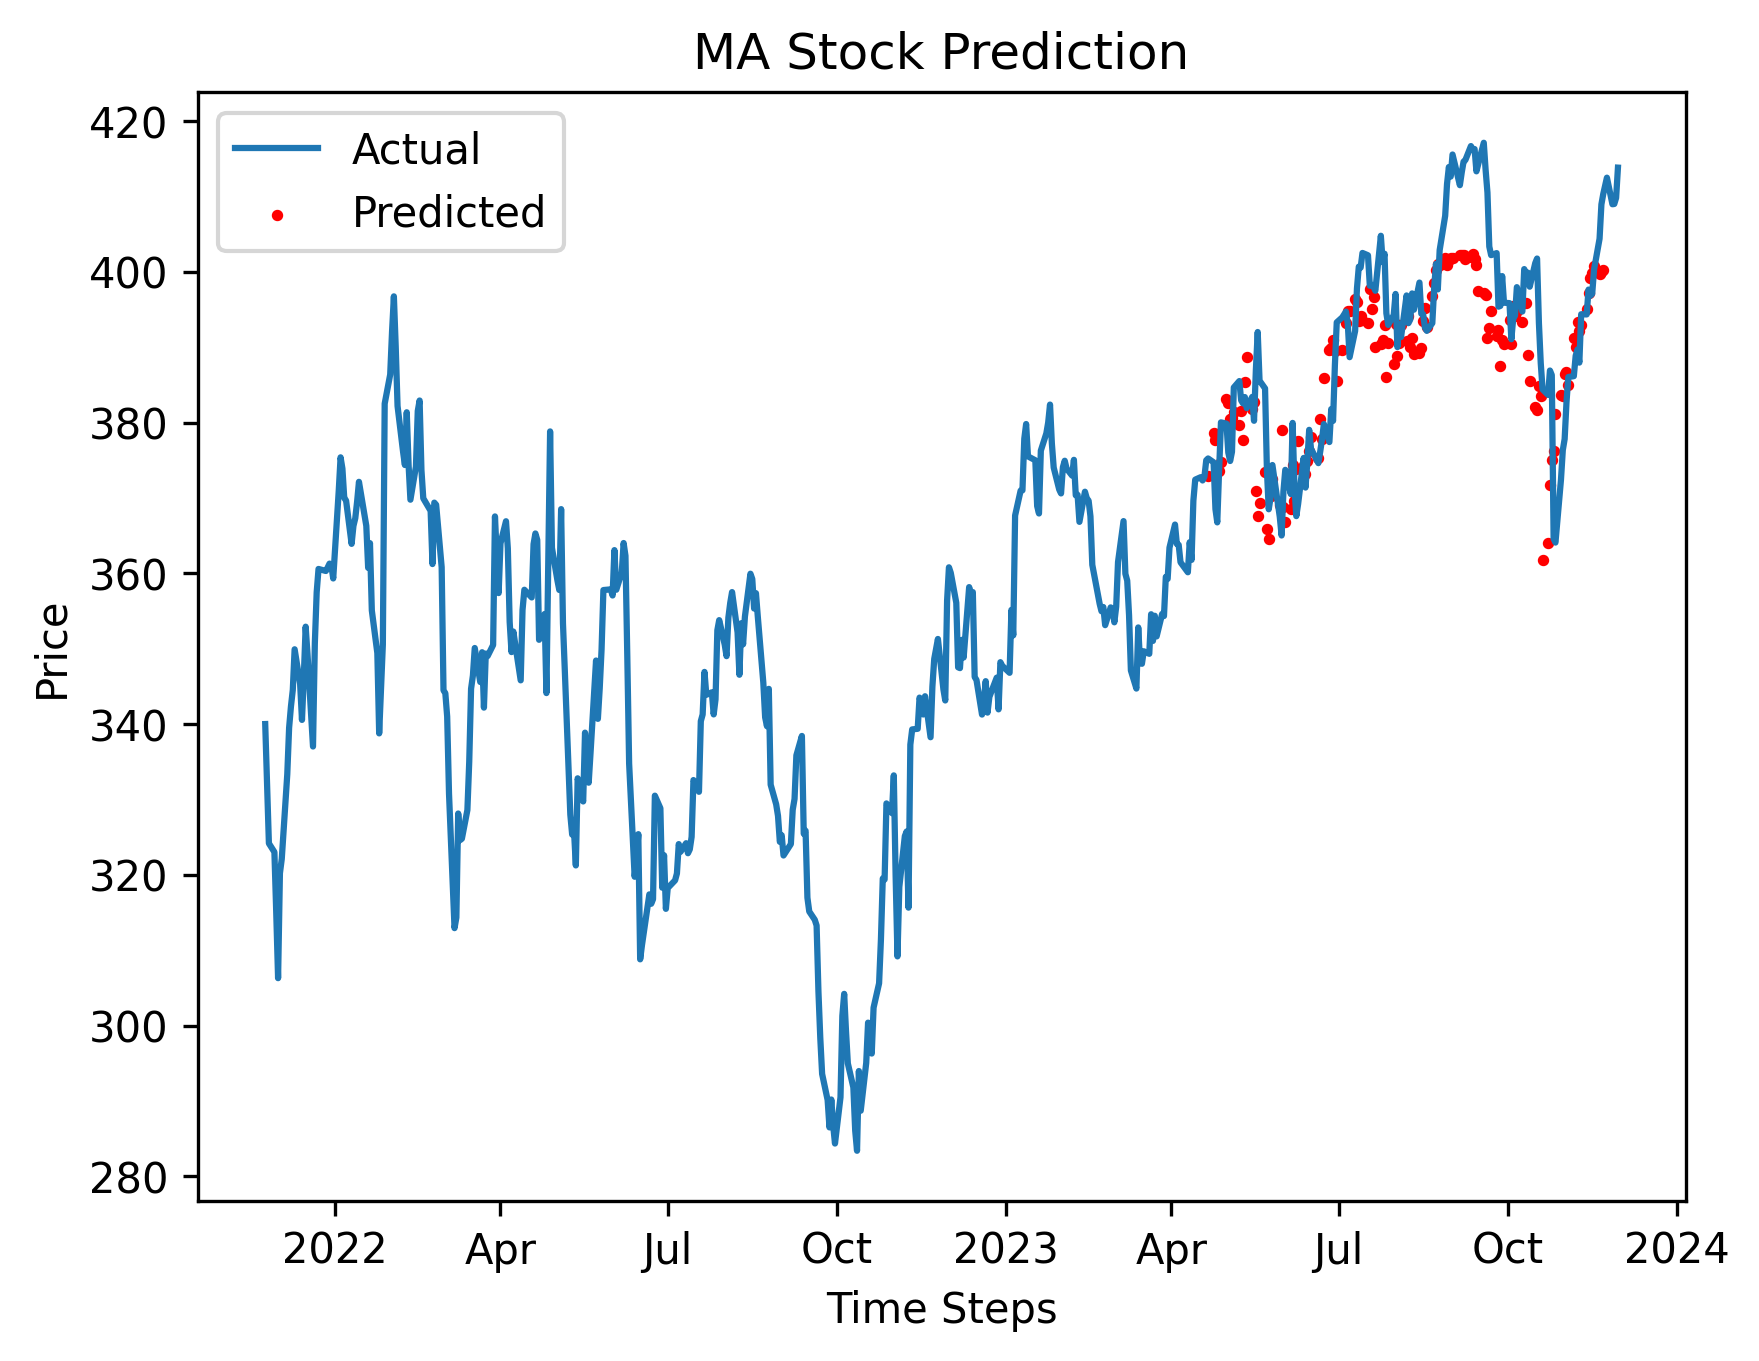 MA Stock Prediction
Actual
Predicted
Price
420
400
380
360
340
320
300
280
2022 Apr Jul Oct 2023 Apr Jul Oct 2024
Time Steps